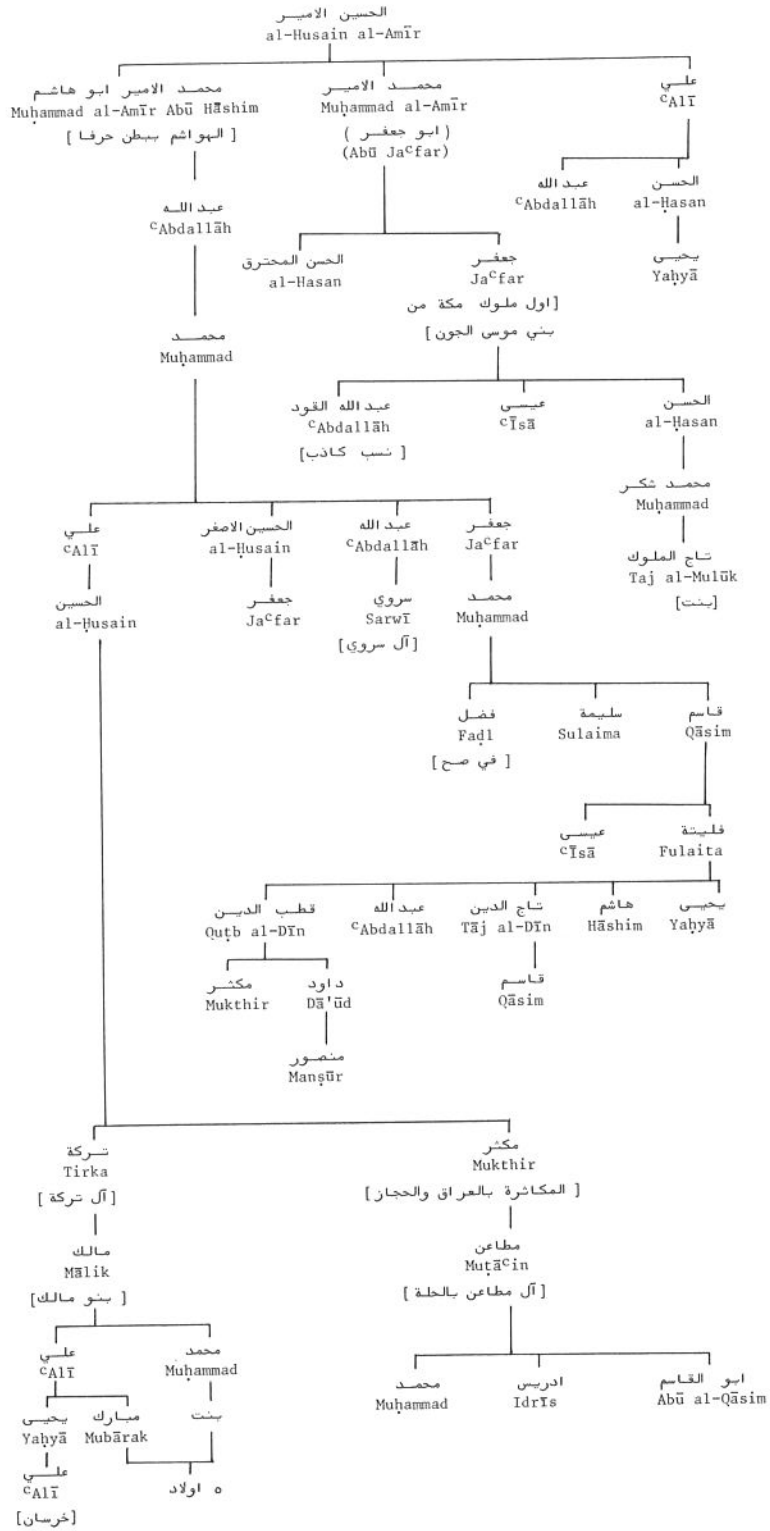 الحسين الامير
al-Husain al-Amīr
محمد الامير ابو هاشم
Muḥammad al-Amīr Abū Hāshim
[الهواشم ببطن حرفا]
محمد الامير
Muḥammad al-Amīr
(ابو جعفر)
(Abū Jaᶜfar)
علي
ᶜAlī
عبد الله
ᶜAbdallāh
الحسن
al-Ḥasan
يحيى
Yaḥyā
عبد الله
ᶜAbdallāh
الحسن المحترق
al-Hasan
جعفر
Jaᶜfar
[اول ملوك مكة من
بني موسى الجون]
محمد
Muḥammad
عبد الله القود
ᶜAbdallāh
[نسب كاذب]
عيسى
ᶜĪsā
الحسن
al-Ḥasan
محمد شكر
Muḥammad
تاج الملوك
Taj al-Mulūk
[بنت]
علي
ᶜAlī
الحسين الاصغر
al-Ḥusain
عبد الله
ᶜAbdallāh
جعفر
Jaᶜfar
الحسين
al-Ḥusain
جعفر
Jaᶜfar
سروي
Sarwī
[آل سروي]
محمد
Muḥammad
فضل
Faḍl
[في صح]
سليمة
Sulaima
قاسم
Qāsim
عيسى
ᶜĪsā
فليتة
Fulaita
قطب الدين
Quṭb al-Dīn
عبد الله
ᶜAbdallāh
تاج الدين
Tāj al-Dīn
هاشم
Hāshim
يحيى
Yaḥyā
مكثر
Mukthir
داود
Dā'ūd
قاسم
Qāsim
منصور
Manṣūr
تركة
Tirka
[آل تركة]
مكثر
Mukthir
[المكاثرة بالعراق والحجاز]
مالك
Mālik
[بنو مالك]
مطاعن
Muṭāᶜin
[آل مطاعن بالحلة]
علي
ᶜAlī
محمد
Muḥammad
محمد
Muḥammad
ادريس
Idrīs
ابو القاسم
Abū al-Qāsim
يحيى
Yaḥyā
مبارك
Mubārak
بنت
علي
ᶜAlī
[خرسان]
٥ اولاد